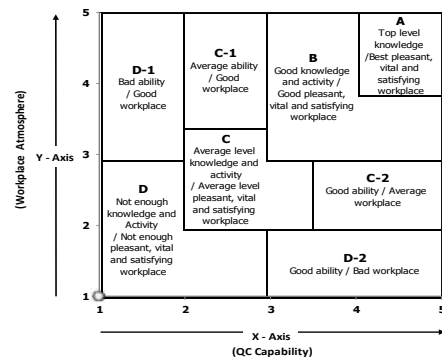 5
4
3
2
1
(Workplace Atmosphere)
Y - Axis
D-1
Bad ability
/ Good
workplace
C-1
Average ability
/ Good
workplace
B
Good knowledge
and activity
/ Good pleasant,
vital and satisfying
workplace
A
Top level
knowledge
/Best pleasant,
vital and
satisfying
workplace
D
Not enough
knowledge and
Activity
/ Not enough
pleasant, vital
and satisfying
workplace
C
Average level
knowledge and
activity
/ Average level
pleasant, vital
and satisfying
workplace
C-2
Good ability / Average
workplace
D-2
Good ability / Bad workplace
1 2 3 4 5
X - Axis
(QC Capability)